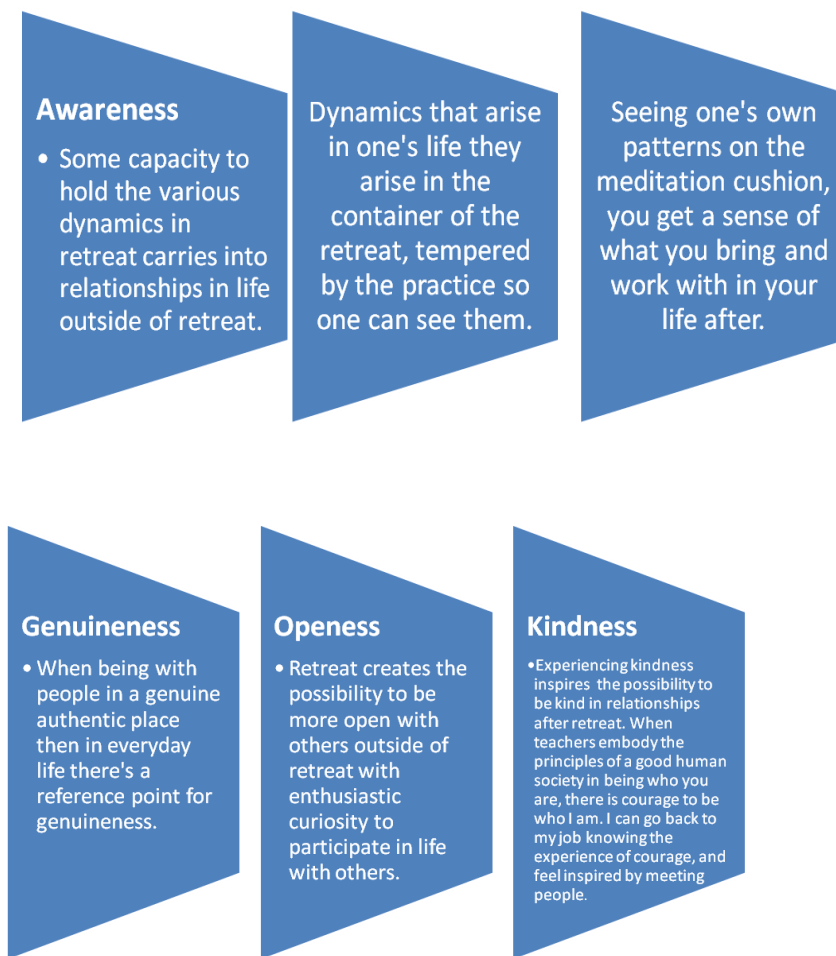 Awareness
• Some capacity to
hold the various
dynamics in
retreat carries into
relationships in life
outside of retreat.
Dynamics that arise
in one's life they
arise in the
container of the
retreat, tempered
by the practice so
one can see them.
Seeing one's own
patterns on the
meditation cushion,
you get a sense of
what you bring and
work with in your
life after.
Genuineness
• When being with
people in a genuine
authentic place
then in everyday
life there's a
reference point for
genuineness.
Openess
• Retreat creates the
possibility to be
more open with
others outside of
retreat with
enthusiastic
curiosity to
participate in life
with others.
Kindness
•Experiencing kindness
inspires the possibility to
be kind in relationships
after retreat. When
teachers embody the
principles of a good human
society in being who you
are, there is courage to be
who I am. I can go back to
my job knowing the
experience of courage, and
feel inspired by meeting
people.